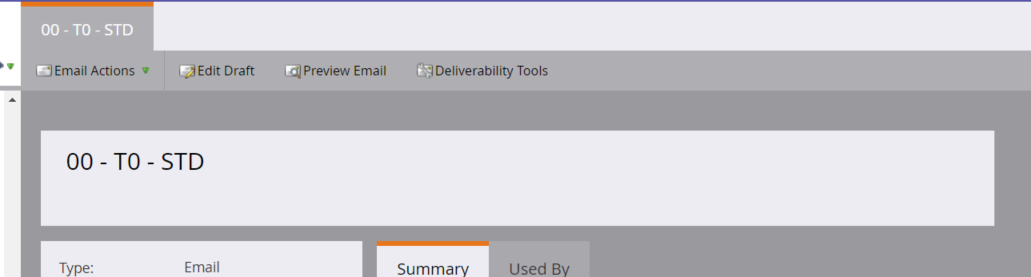 00 - T0 - STD
Email Actions Edit Draft Preview Email Deliverability Tools
00 - T0 - STD
Type: Email
Summary Used By